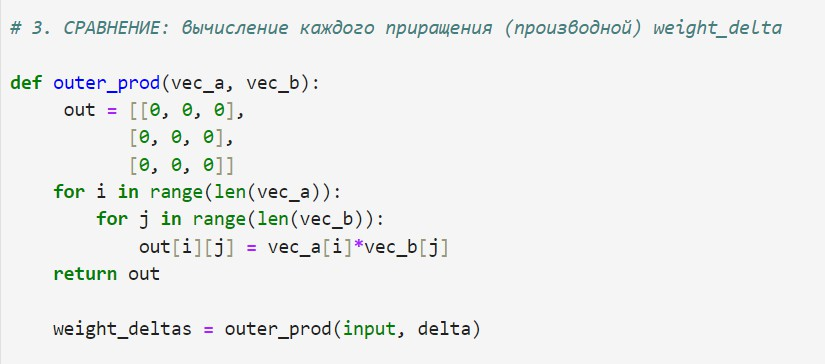 # 3. СРАВНЕНИЕ: вычисление каждого приращения (производной) weight_delta
def outer_prod(vec_a, vec_b):
     out = [[0, 0, 0],
           [0, 0, 0],
           [0, 0, 0]]
    for i in range(len(vec_a)):
        for j in range(len(vec_b)):
            out[i][j] = vec_a[i]*vec_b[j]
    return out
    weight_deltas = outer_prod(input, delta)